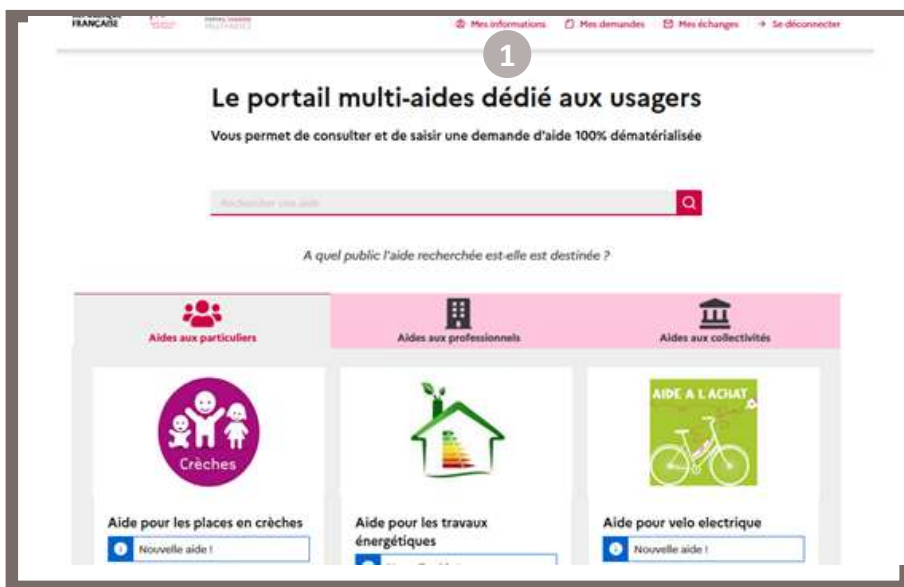 FRANÇAISE
Mes informations Mes demandes Mes échanges Se déconnecter
1
Le portail multi-aides dédié aux usagers
Vous permet de consulter et de saisir une demande d'aide 100% dématérialisée
Rechercher une aide
A quel public l'aide recherchée est-elle est destinée ?
Aides aux particuliers Aides aux professionnels Aides aux collectivités
Crèches
AIDE A L ACHAT
Aide pour les places en crèches
Nouvelle aide !
Aide pour les travaux
énergétiques
Aide pour velo electrique
Nouvelle aide !